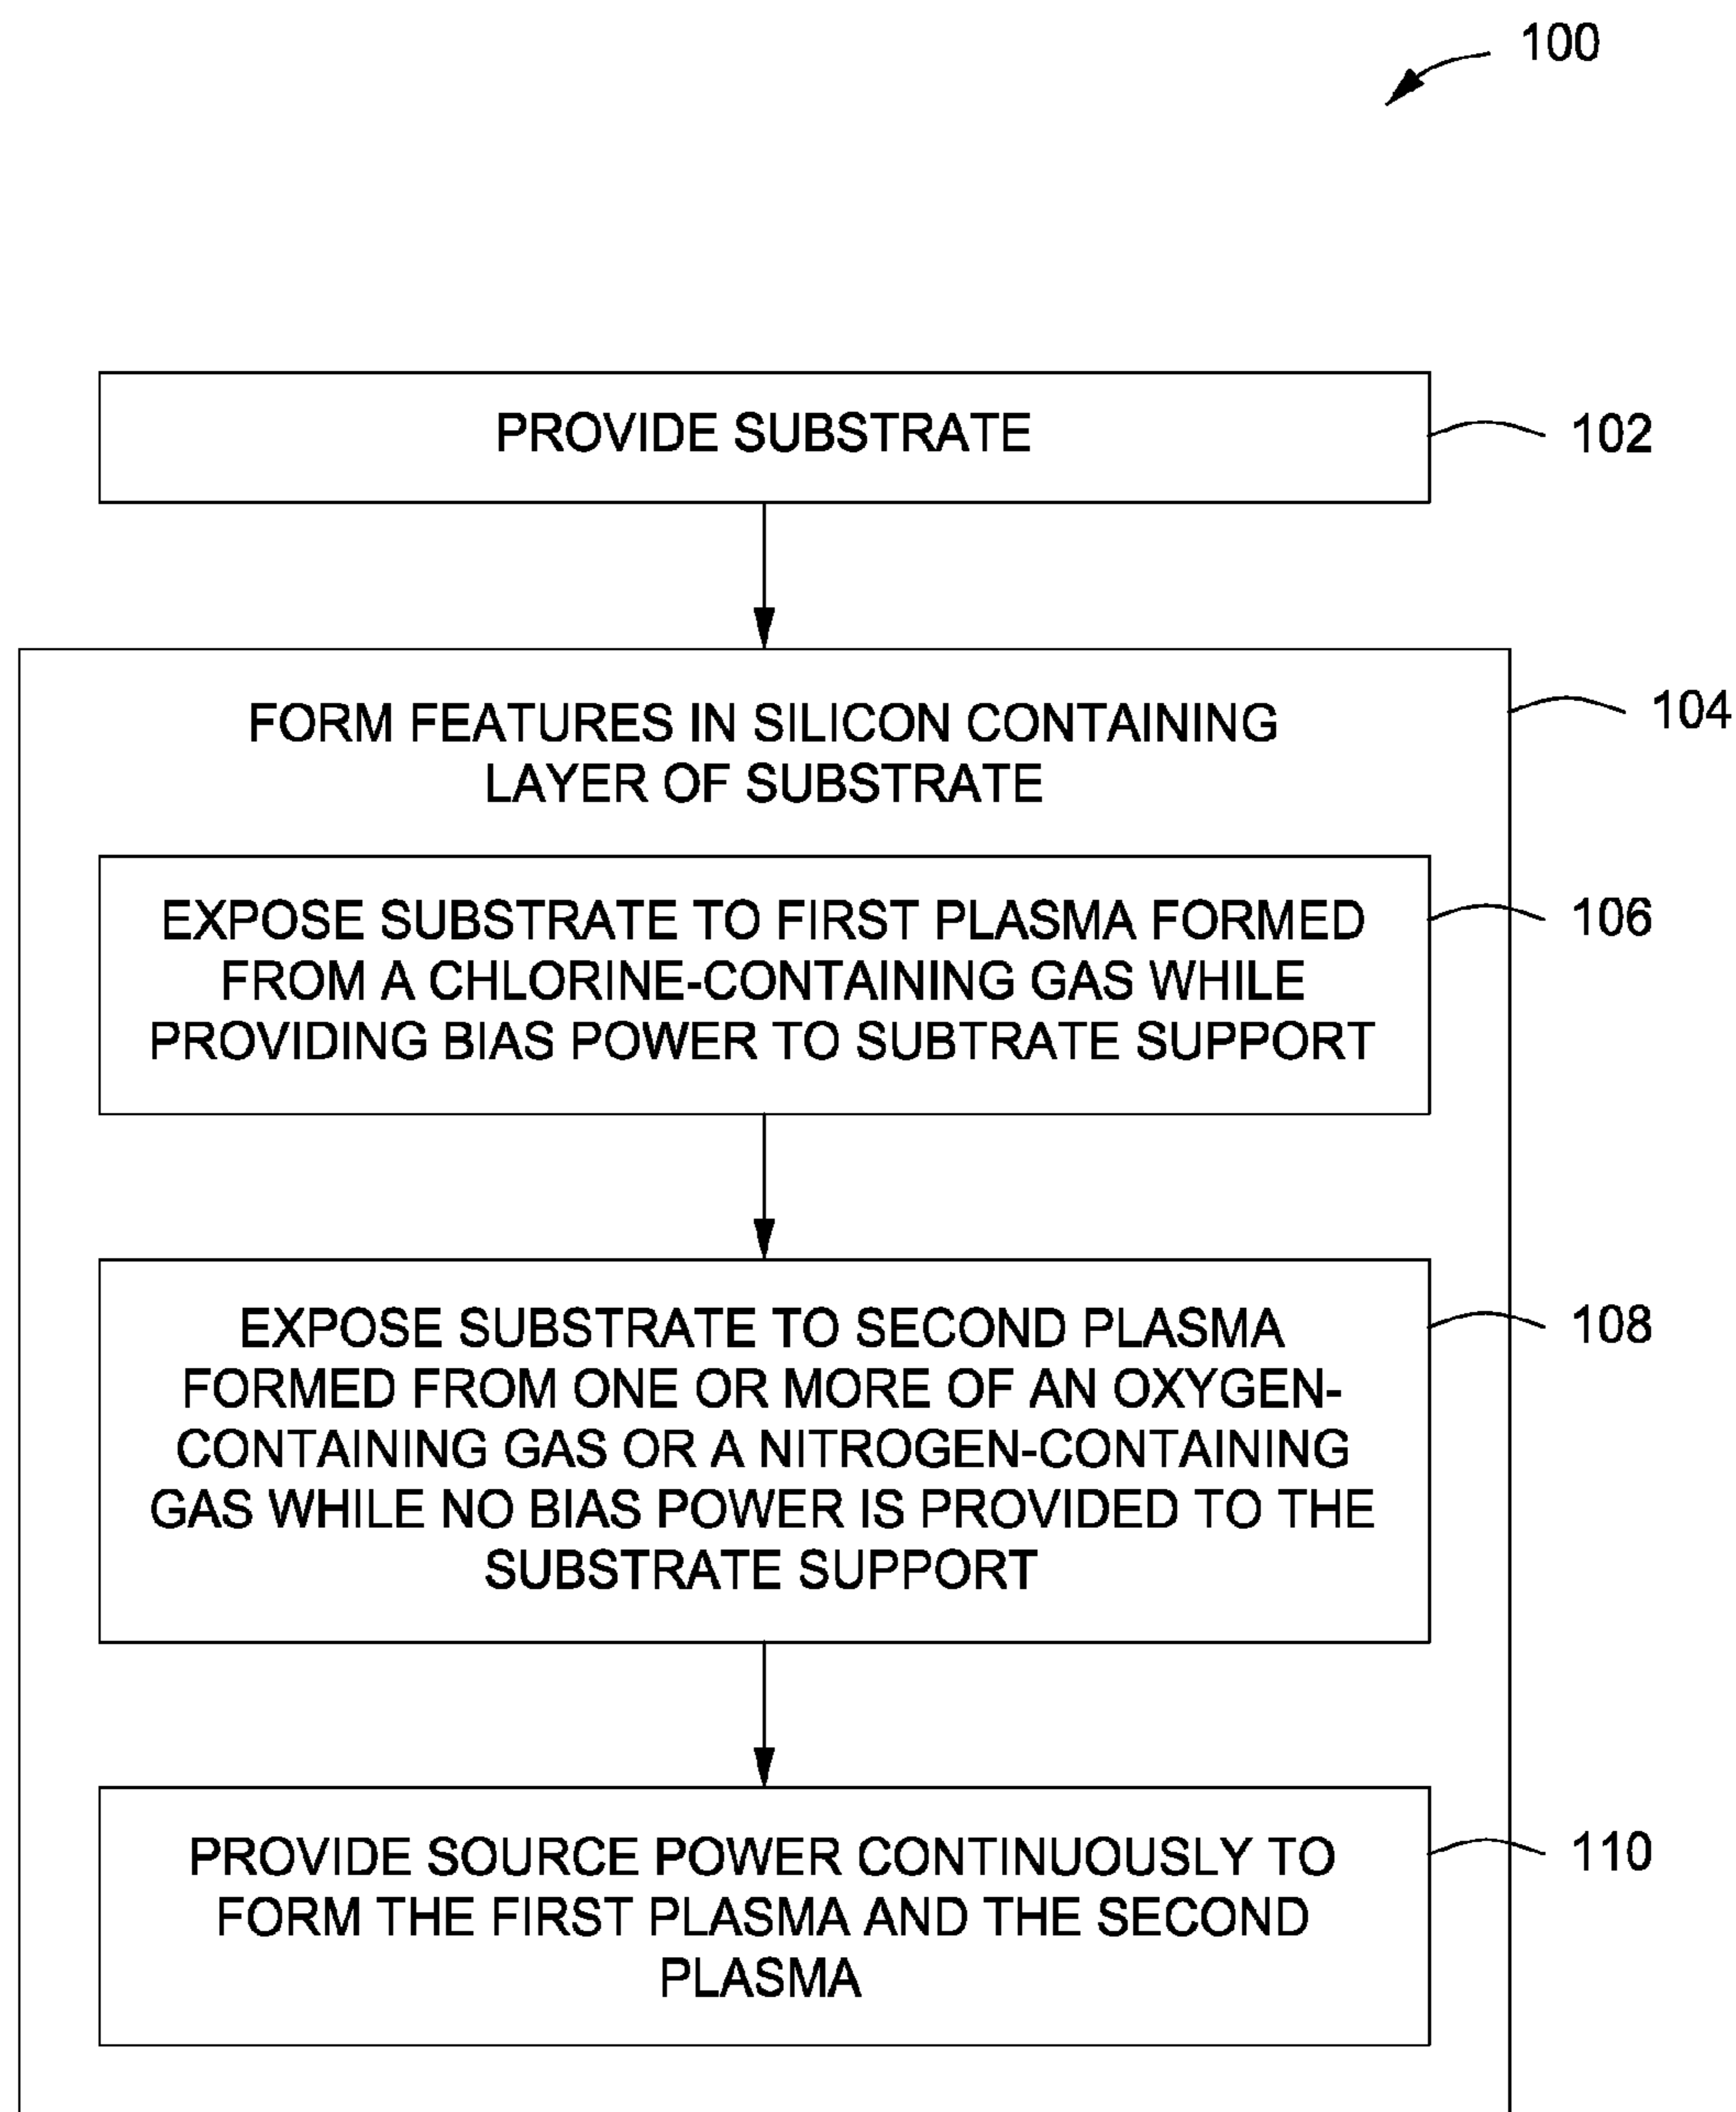 100
PROVIDE SUBSTRATE
102
FORM FEATURES IN SILICON CONTAINING
LAYER OF SUBSTRATE
104
EXPOSE SUBSTRATE TO FIRST PLASMA FORMED
FROM A CHLORINE-CONTAINING GAS WHILE
PROVIDING BIAS POWER TO SUBTRATE SUPPORT
106
EXPOSE SUBSTRATE TO SECOND PLASMA
FORMED FROM ONE OR MORE OF AN OXYGEN-
CONTAINING GAS OR A NITROGEN-CONTAINING
GAS WHILE NO BIAS POWER IS PROVIDED TO THE
SUBSTRATE SUPPORT
108
PROVIDE SOURCE POWER CONTINUOUSLY TO
FORM THE FIRST PLASMA AND THE SECOND
PLASMA
110